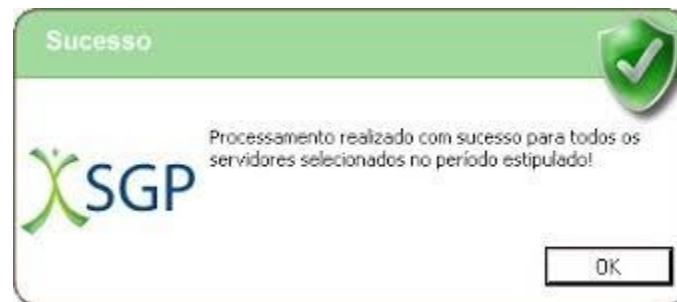 Sucesso
Processamento realizado com sucesso para todos os
servidores selecionados no período estipulado!
SGP
OK